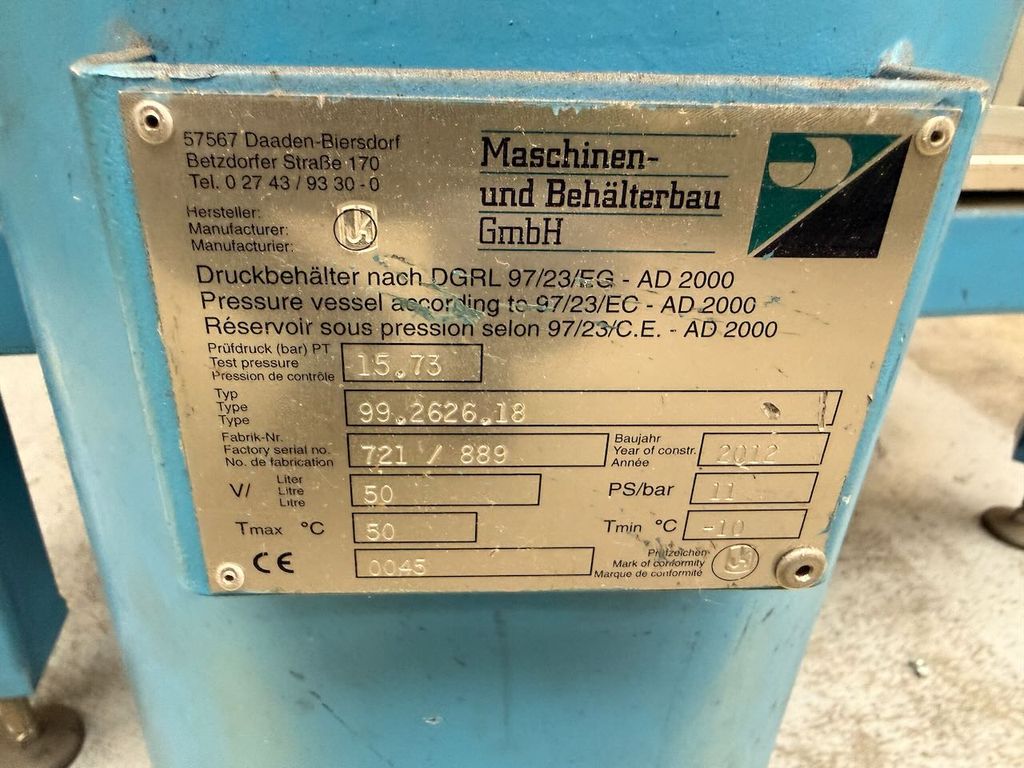 57567 Daaden-Biersdorf
Betzdorfer Straße 170
Tel. 0 27 43 / 93 30 - 0
Maschinen-
und Behälterbau
GmbH
Hersteller:
Manufacturer:
Manufacturier:
Druckbehälter nach DGRL 97/23/EG - AD 2000
Pressure vessel according to 97/23/EC - AD 2000
Réservoir sous pression selon 97/23/C.E. - AD 2000
Prüfdruck (bar) PT
Test pressure
Pression de contrôle
15.73
Typ
Type
Type
99.2626.18
Fabrik-Nr.
Factory serial no.
No. de fabrication
721 / 889
Baujahr
Year of constr.
Année
2012
V/
Liter
Litre
Litre
50
PS/bar
11
Tmax °C
50
Tmin °C
-10
CE
0045
Prüfzeichen
Mark of conformity
Marque de conformité